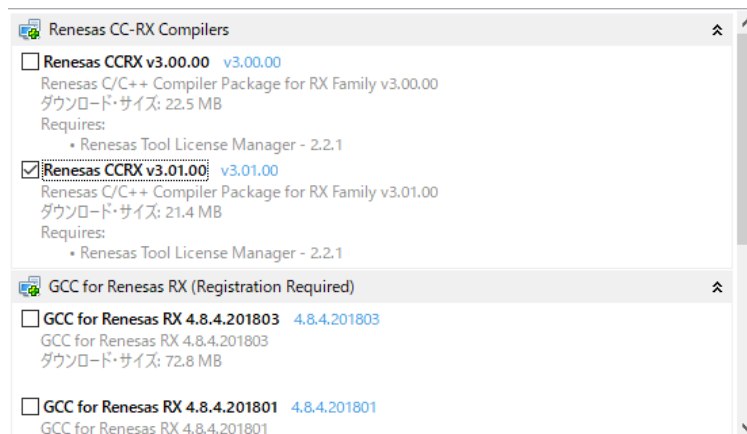 Renesas CC-RX Compilers
Renesas CCRX v3.00.00 v3.00.00
Renesas C/C++ Compiler Package for RX Family v3.00.00
ダウンロード・サイズ: 22.5 MB
Requires:
• Renesas Tool License Manager - 2.2.1
Renesas CCRX v3.01.00 v3.01.00
Renesas C/C++ Compiler Package for RX Family v3.01.00
ダウンロード・サイズ: 21.4 MB
Requires:
• Renesas Tool License Manager - 2.2.1
GCC for Renesas RX (Registration Required)
GCC for Renesas RX 4.8.4.201803 4.8.4.201803
GCC for Renesas RX 4.8.4.201803
ダウンロード・サイズ: 72.8 MB
GCC for Renesas RX 4.8.4.201801 4.8.4.201801
GCC for Renesas RX 4.8.4.201801